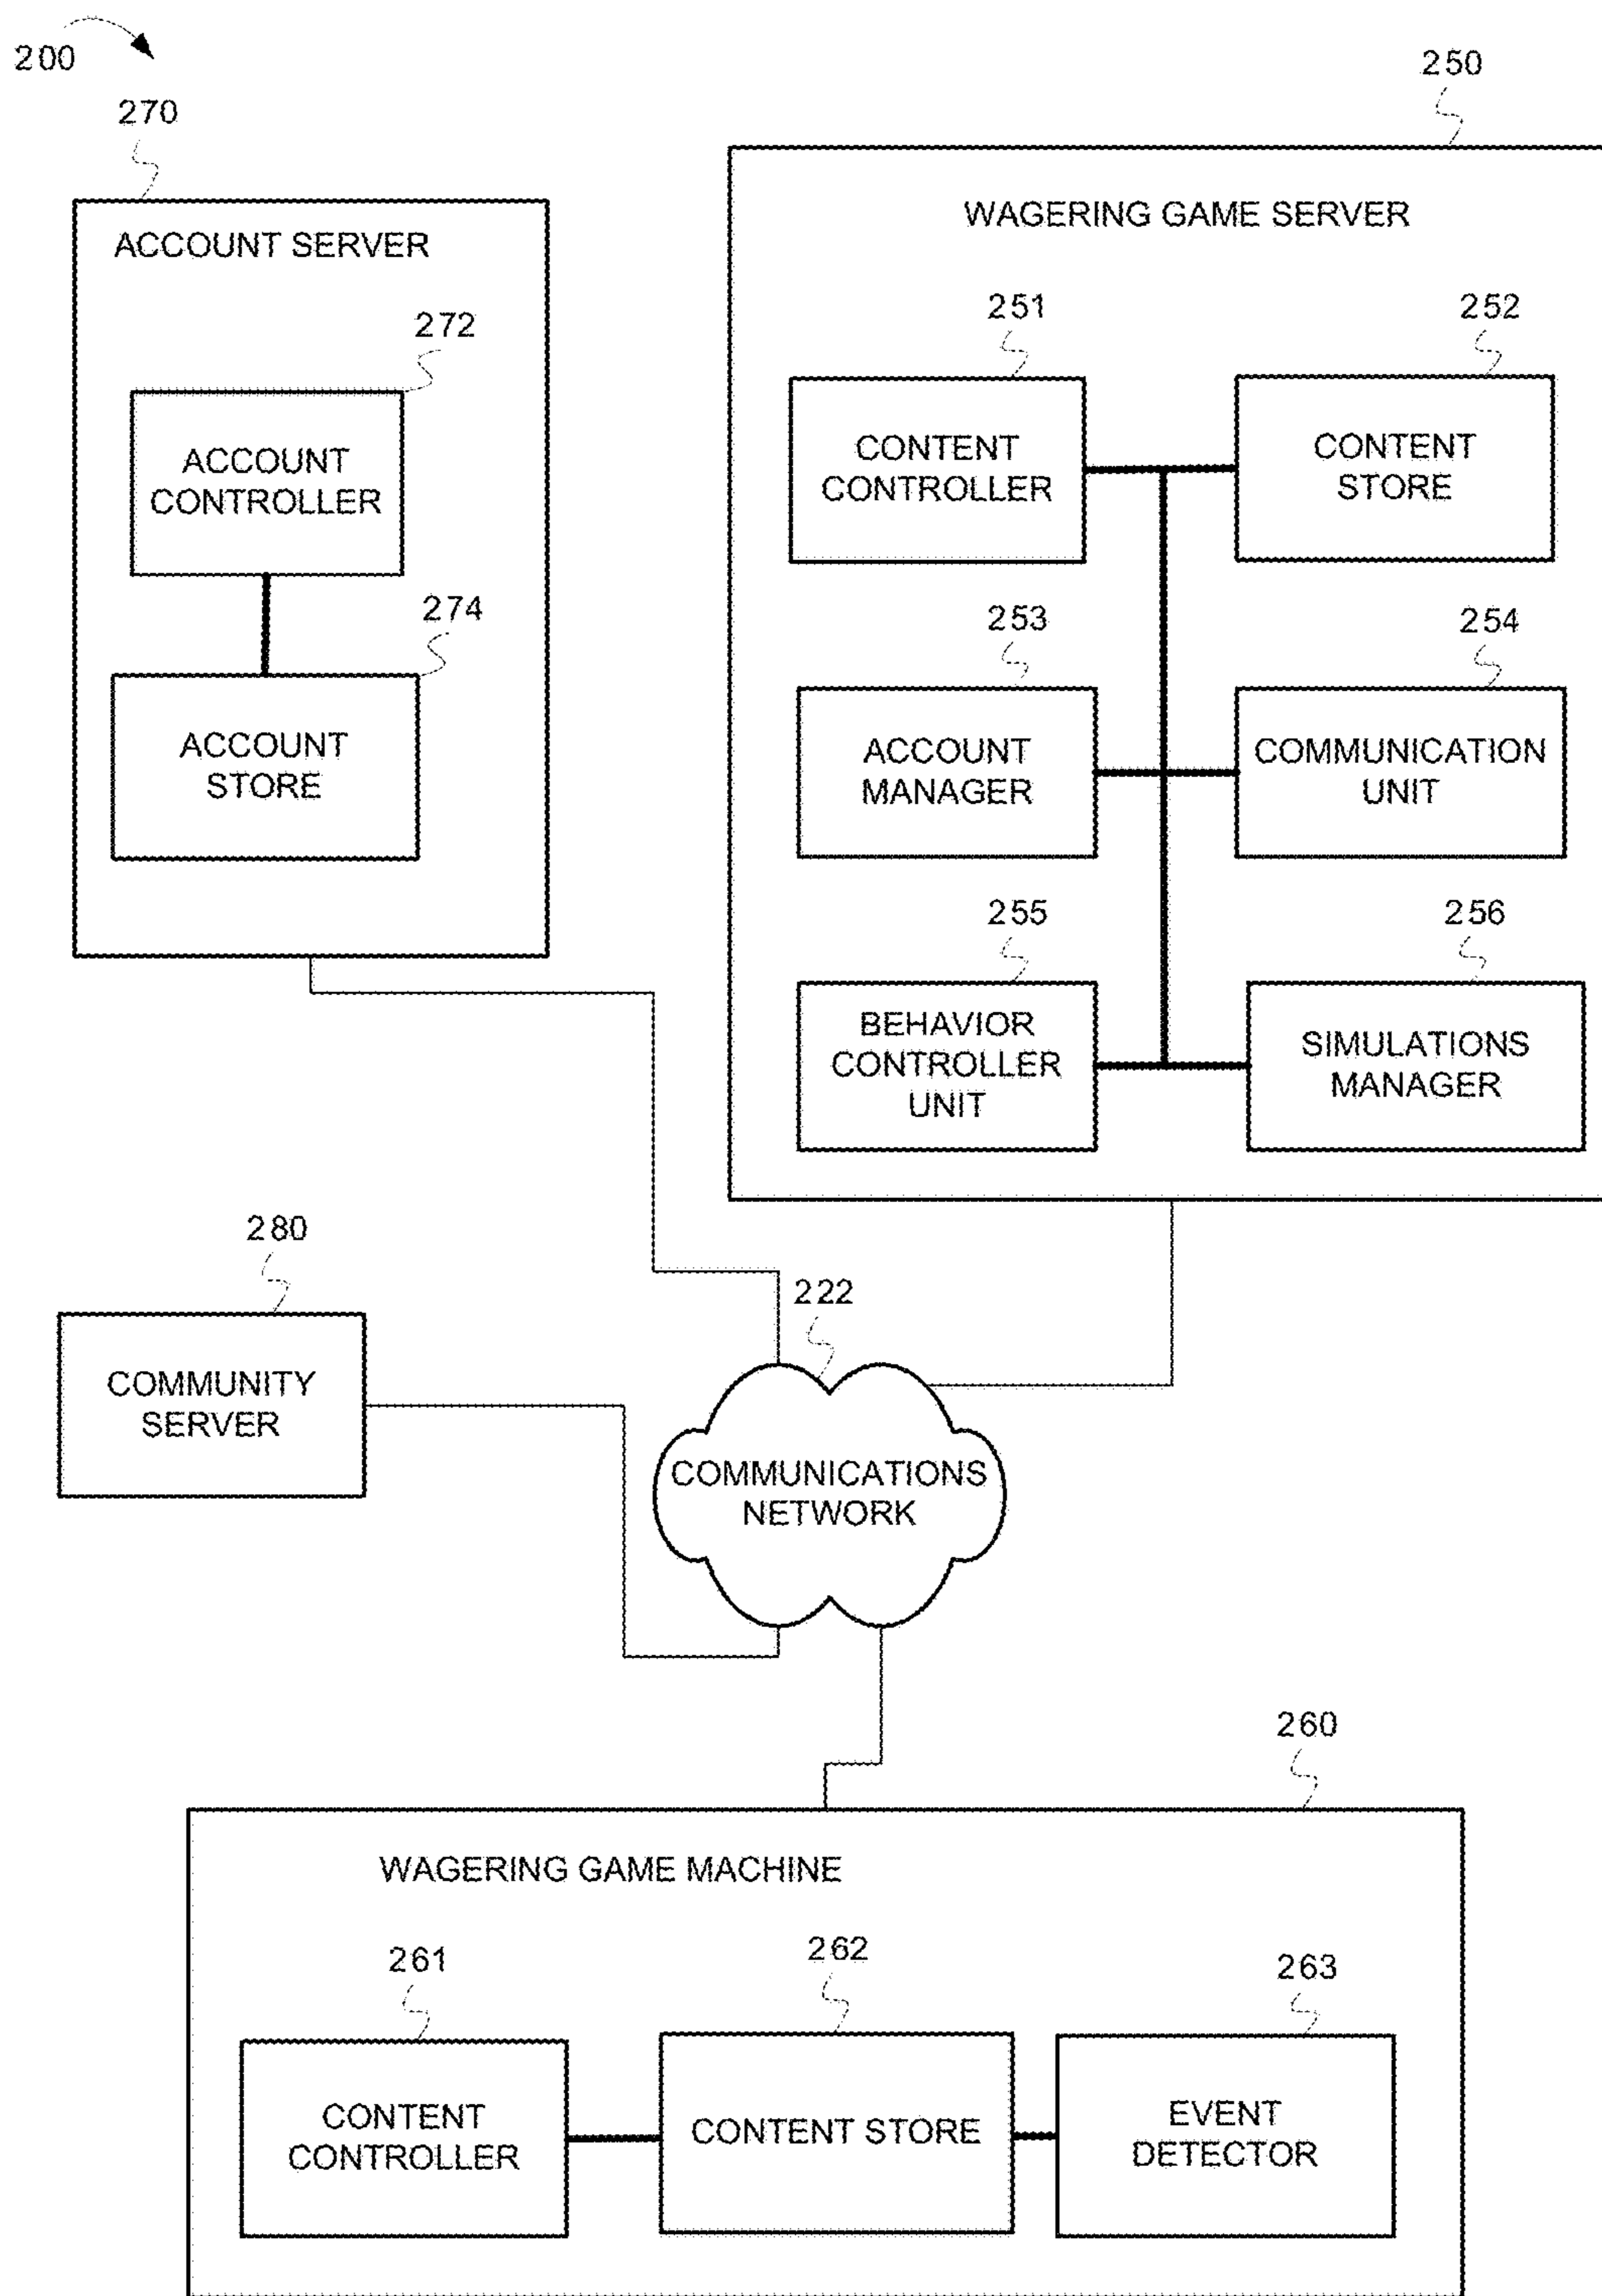 200
270
250
ACCOUNT SERVER
WAGERING GAME SERVER
272
251
252
ACCOUNT
CONTROLLER
CONTENT
CONTROLLER
CONTENT
STORE
274
253
254
ACCOUNT
STORE
ACCOUNT
MANAGER
COMMUNICATION
UNIT
255
256
BEHAVIOR
CONTROLLER
UNIT
SIMULATIONS
MANAGER
280
222
COMMUNITY
SERVER
COMMUNICATIONS
NETWORK
260
WAGERING GAME MACHINE
261
262
263
CONTENT
CONTROLLER
CONTENT STORE
EVENT
DETECTOR